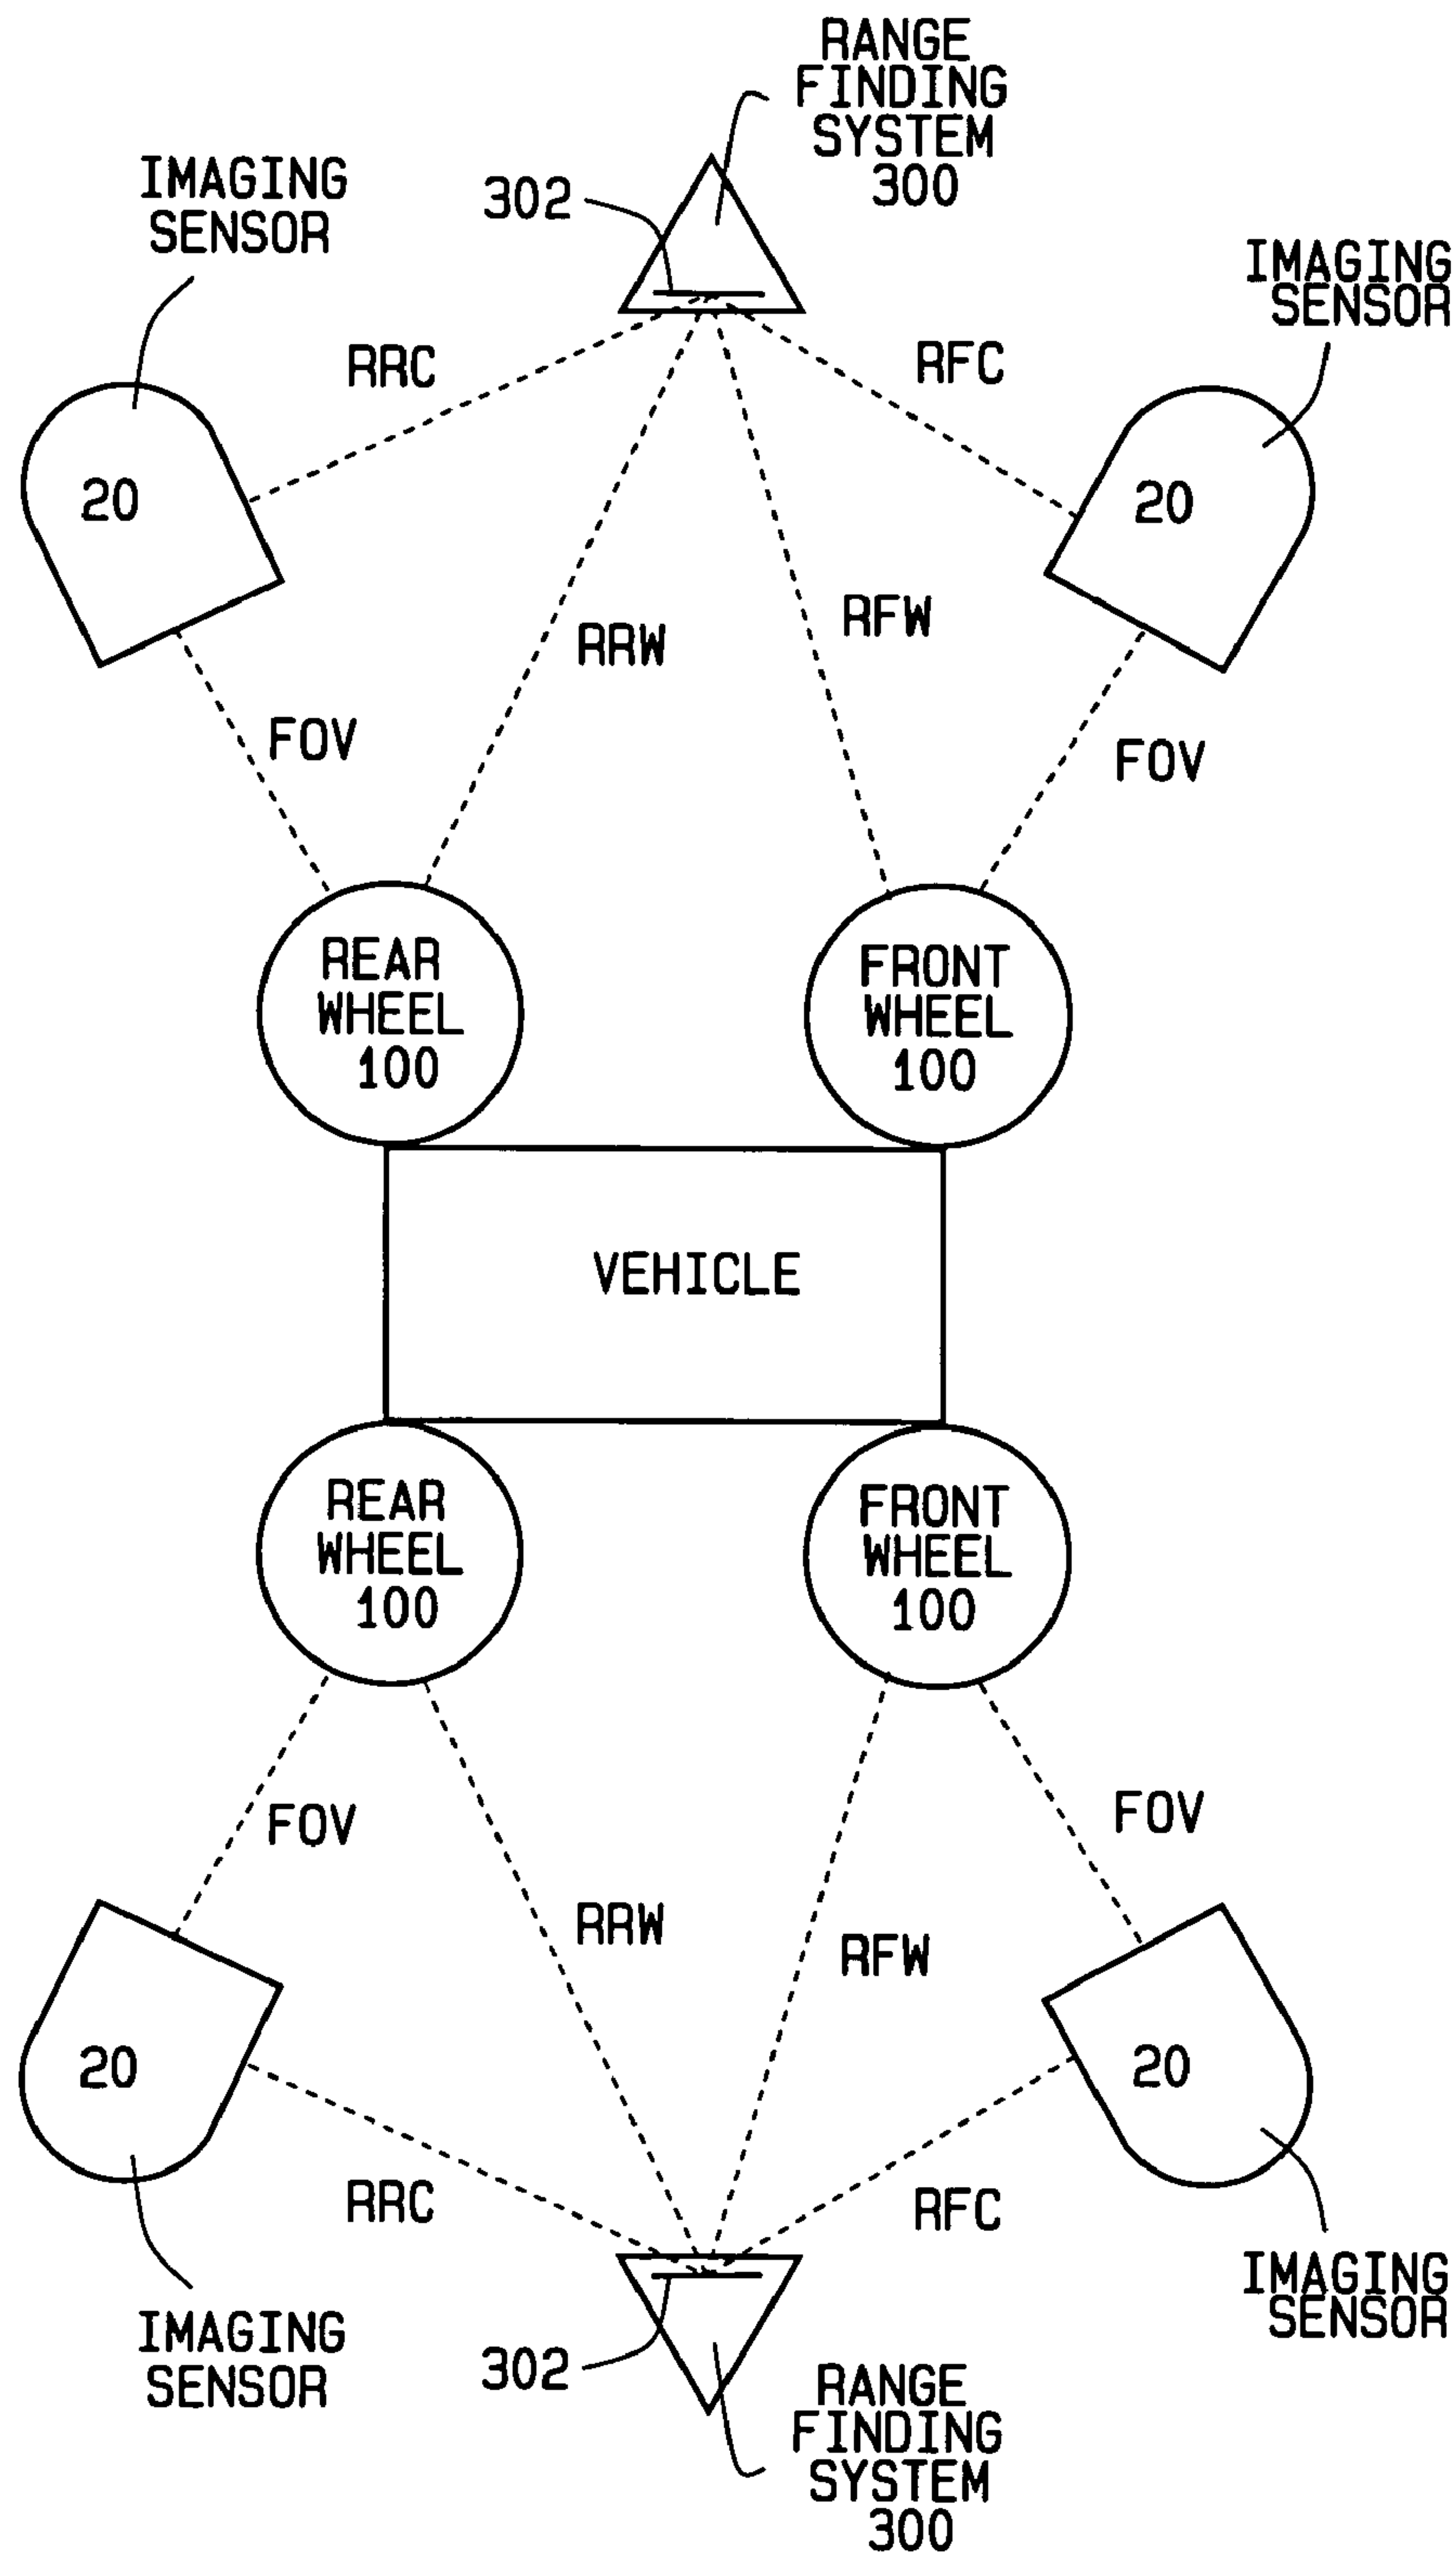 RANGE
FINDING
SYSTEM
300
302
IMAGING
SENSOR
IMAGING
SENSOR
RRC
RFC
20
20
RRW
RFW
FOV
FOV
REAR
WHEEL
100
FRONT
WHEEL
100
VEHICLE
REAR
WHEEL
100
FRONT
WHEEL
100
FOV
FOV
RRW
RFW
20
20
RRC
RFC
IMAGING
SENSOR
IMAGING
SENSOR
302
RANGE
FINDING
SYSTEM
300